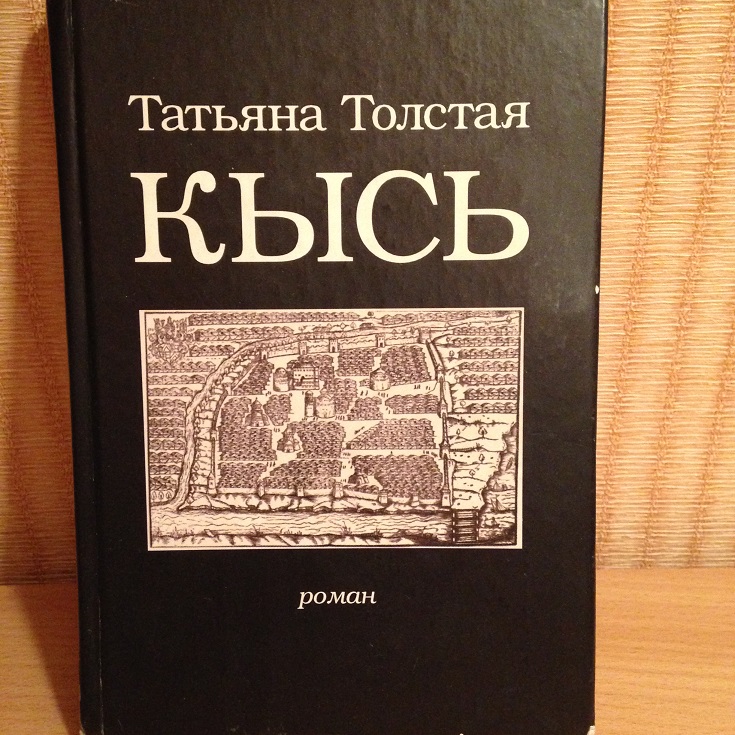 Татьяна Толстая
КЫСЬ
роман